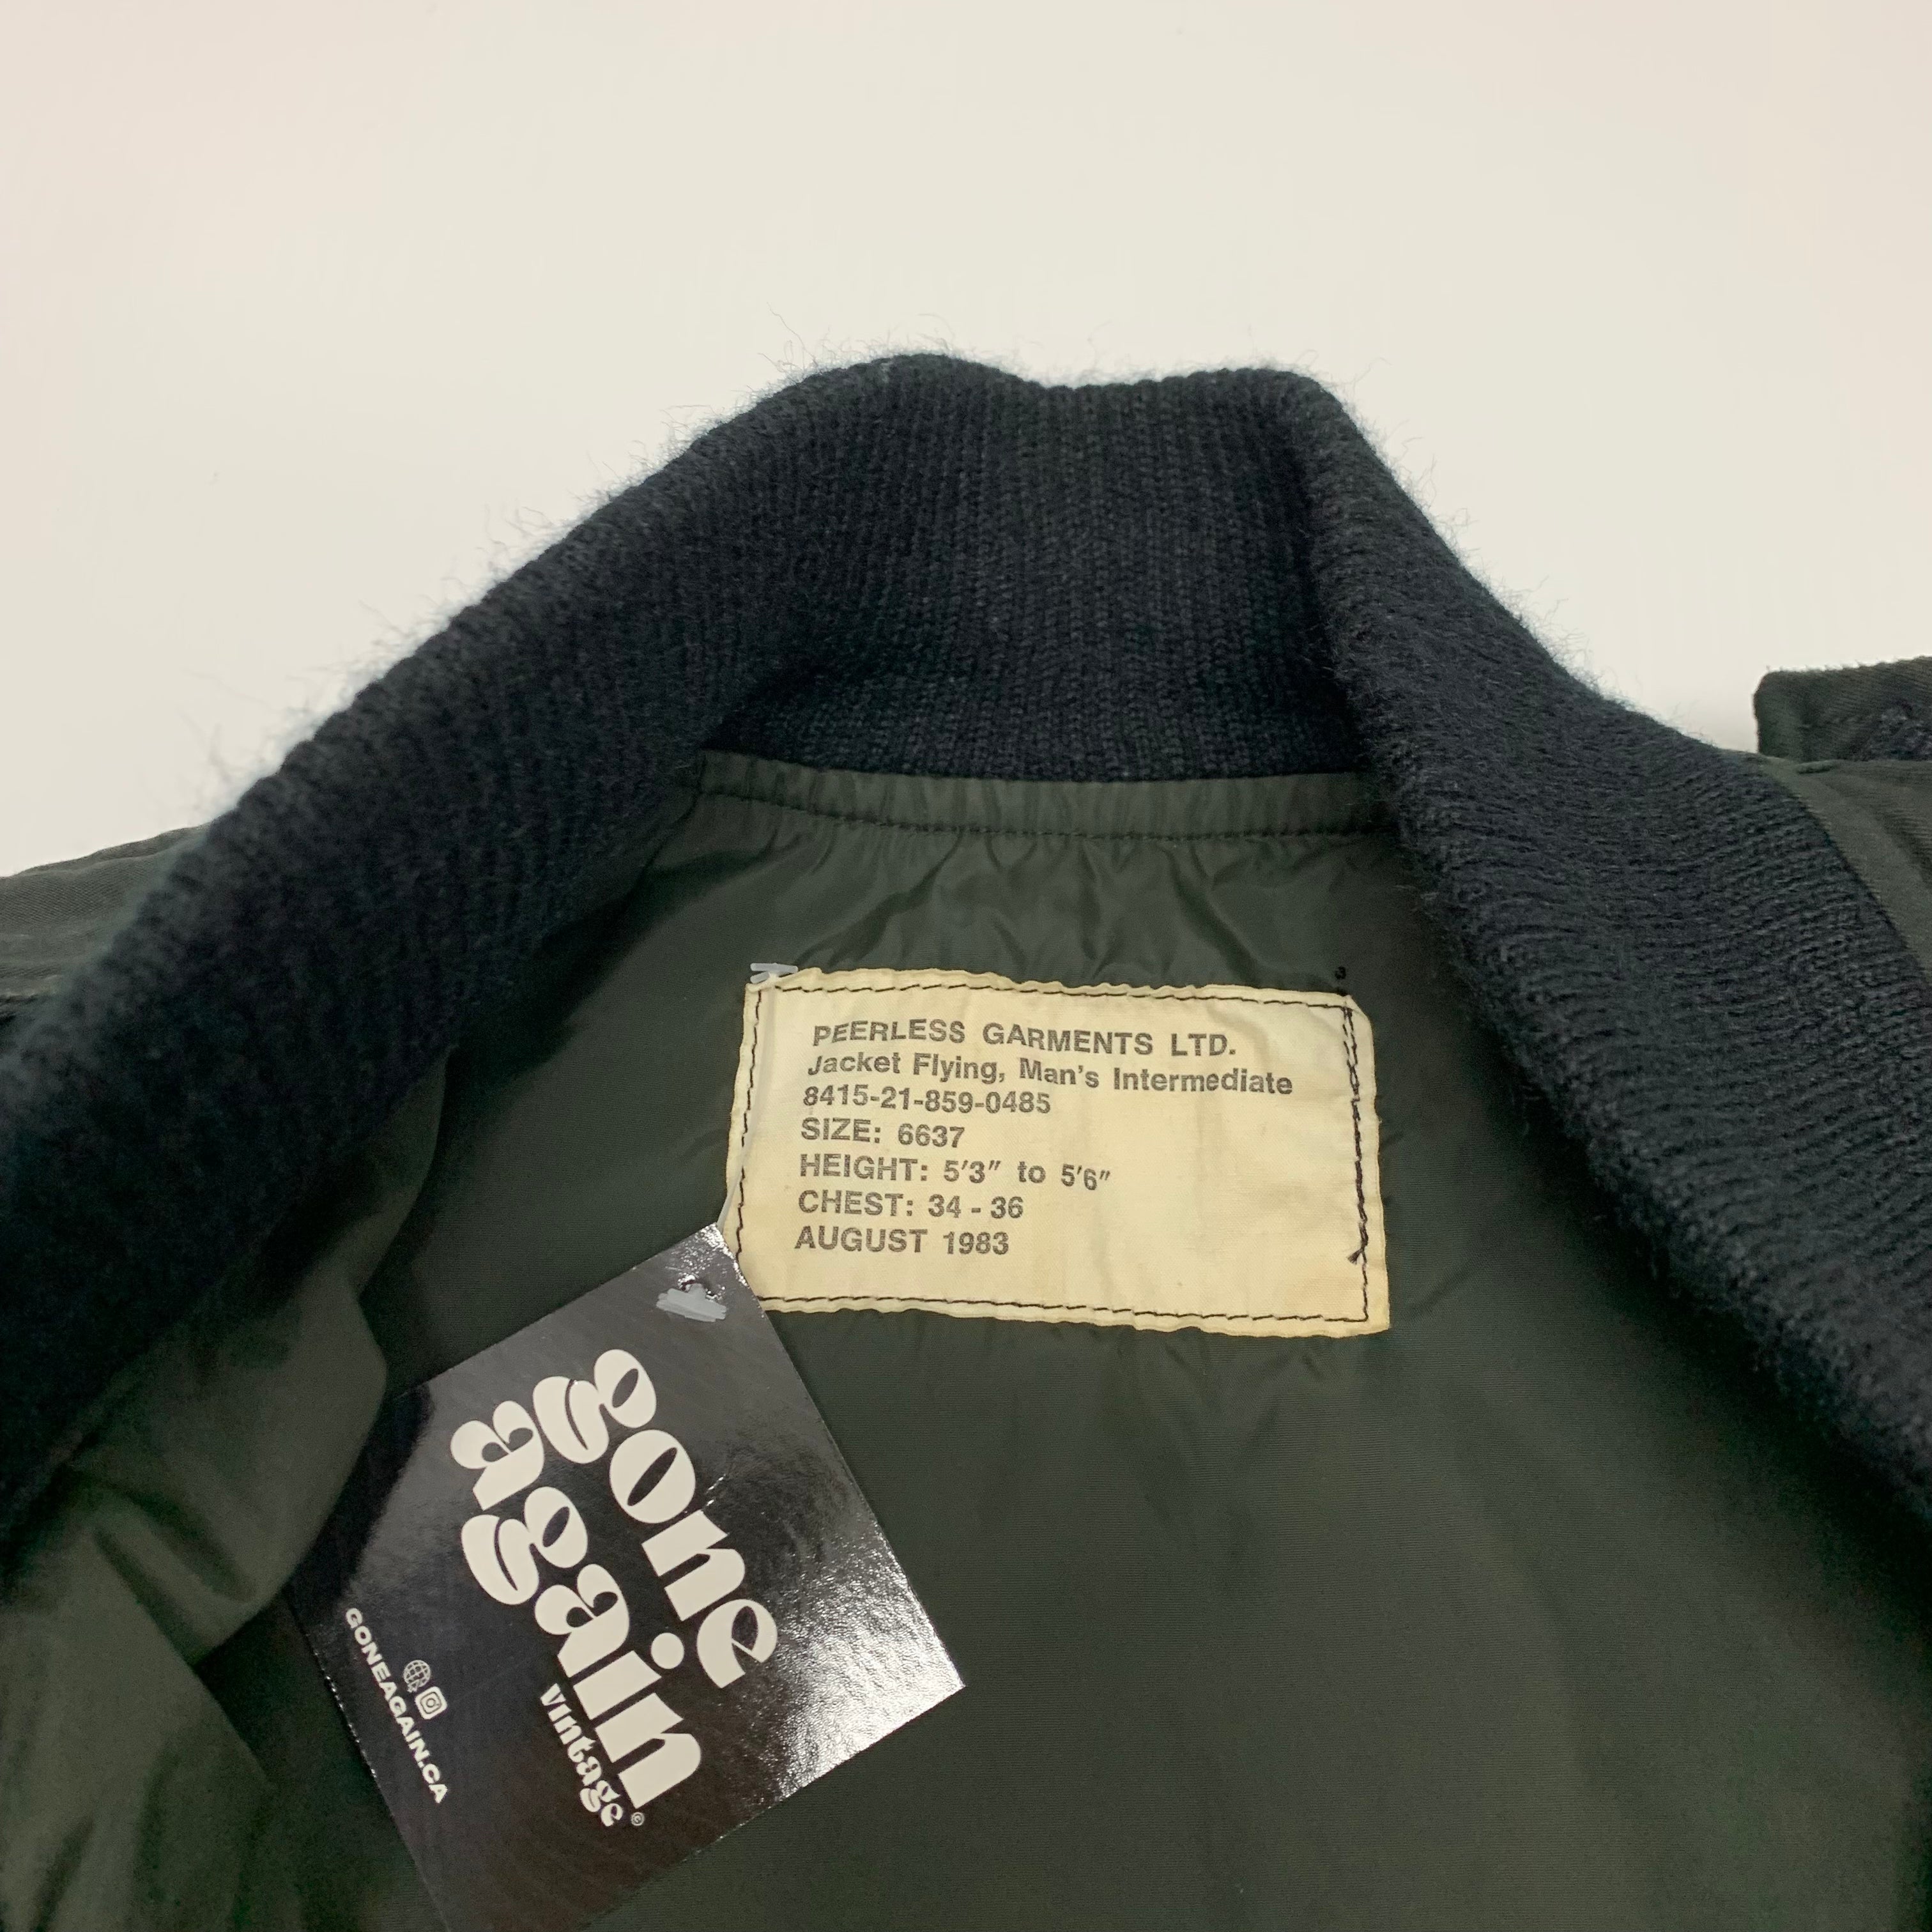 PEERLESS GARMENTS LTD.
Jacket Flying, Man's Intermediate
8415-21-859-0485
SIZE: 6637
HEIGHT: 5'3" to 5'6"
CHEST: 34 - 36
AUGUST 1983
3
gone
again
vintage©
GONEAGAIN.CA